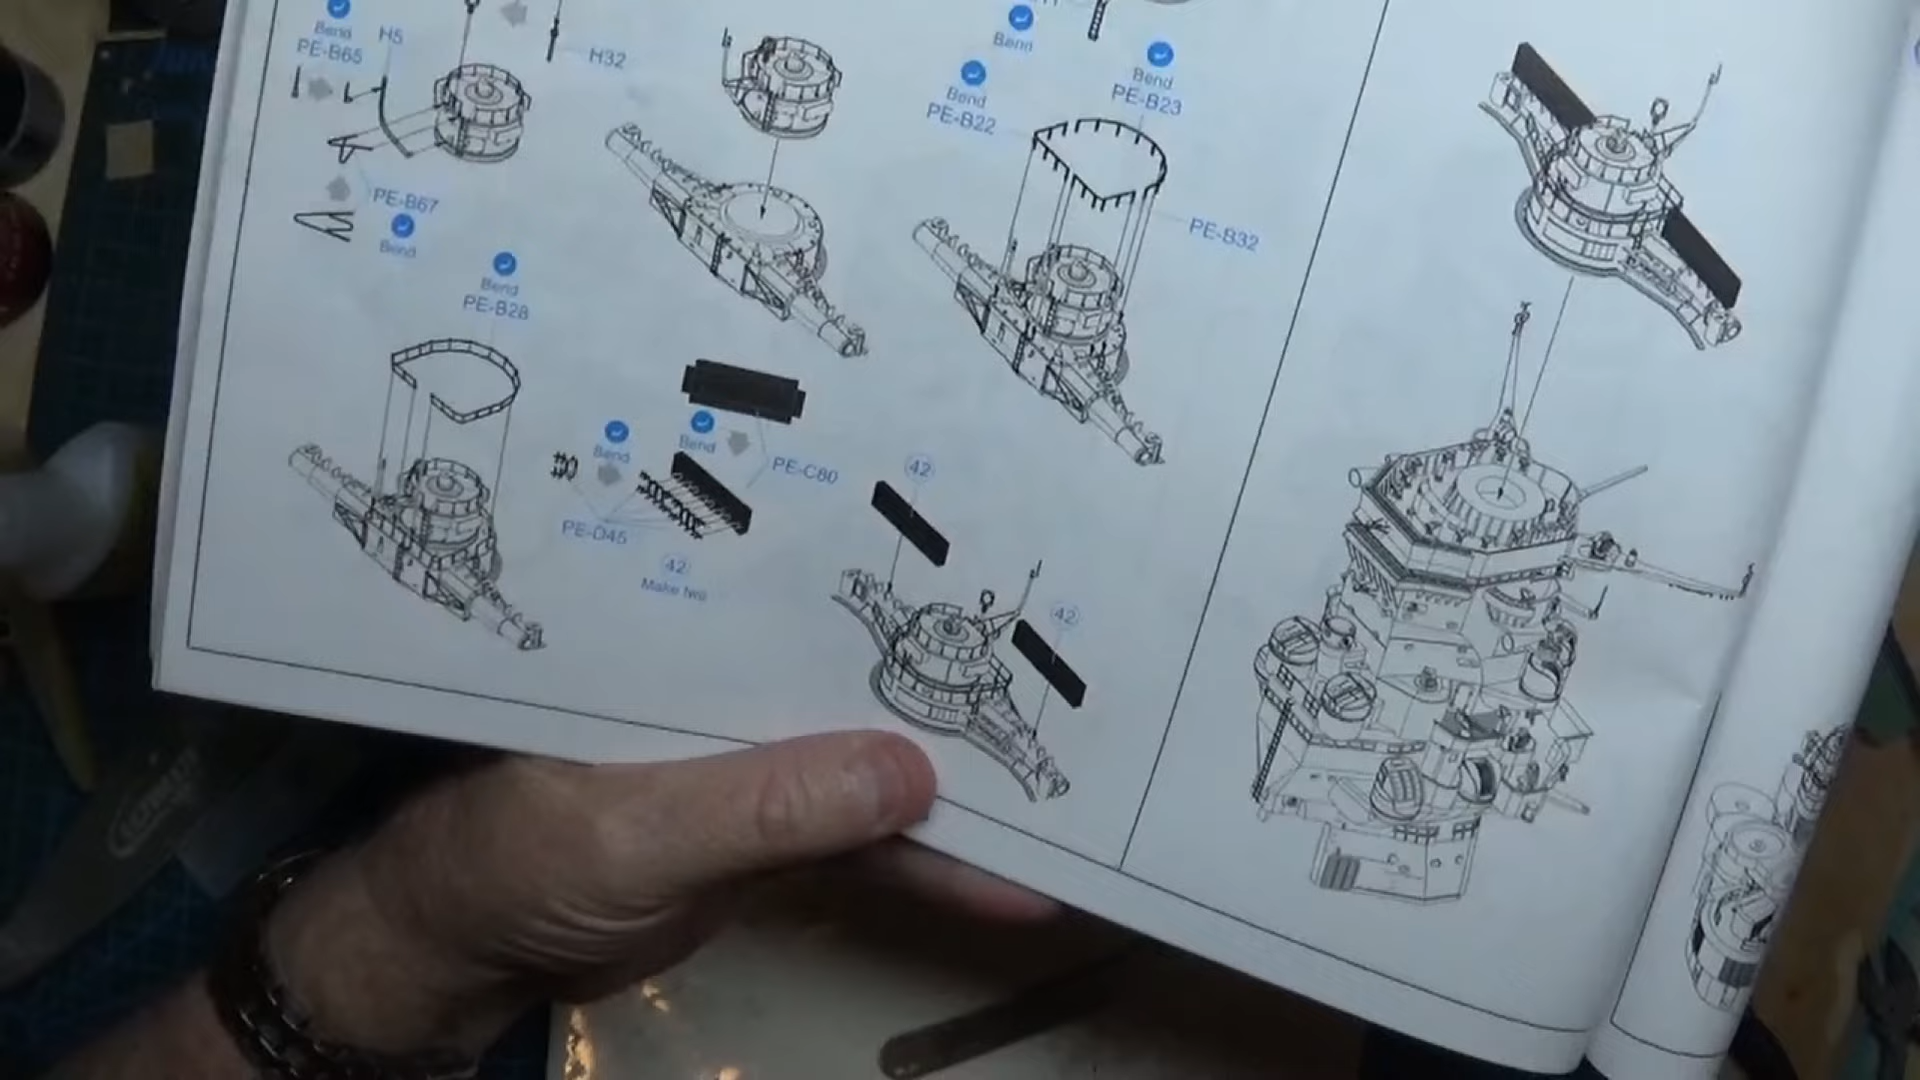 Bend
PE-B65
H5
H32
PE-B67
Bend
Bend
PE-B28
Bend
Bend
PE-B22
Bend
PE-B23
PE-B32
Bend
Bend
PE-C80
PE-D45
42
Make two
42
42